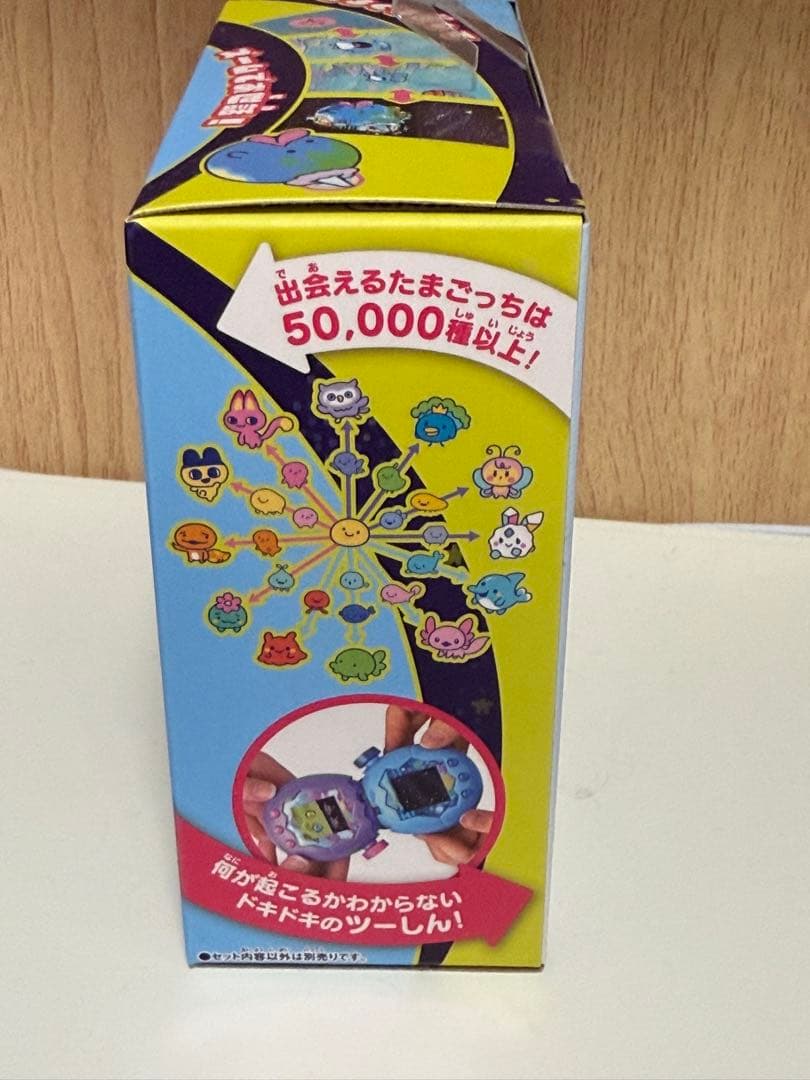 出会えるたまごっちは
50,000種以上!
何が起こるかわからない
ドキドキのツーしん!
●セット内容以外は別売りです。